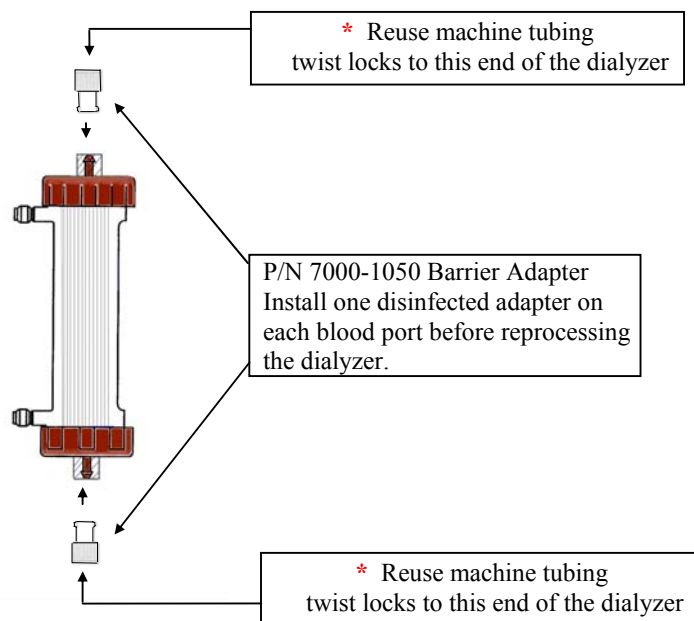 * Reuse machine tubing
twist locks to this end of the dialyzer
P/N 7000-1050 Barrier Adapter
Install one disinfected adapter on
each blood port before reprocessing
the dialyzer.
* Reuse machine tubing
twist locks to this end of the dialyzer